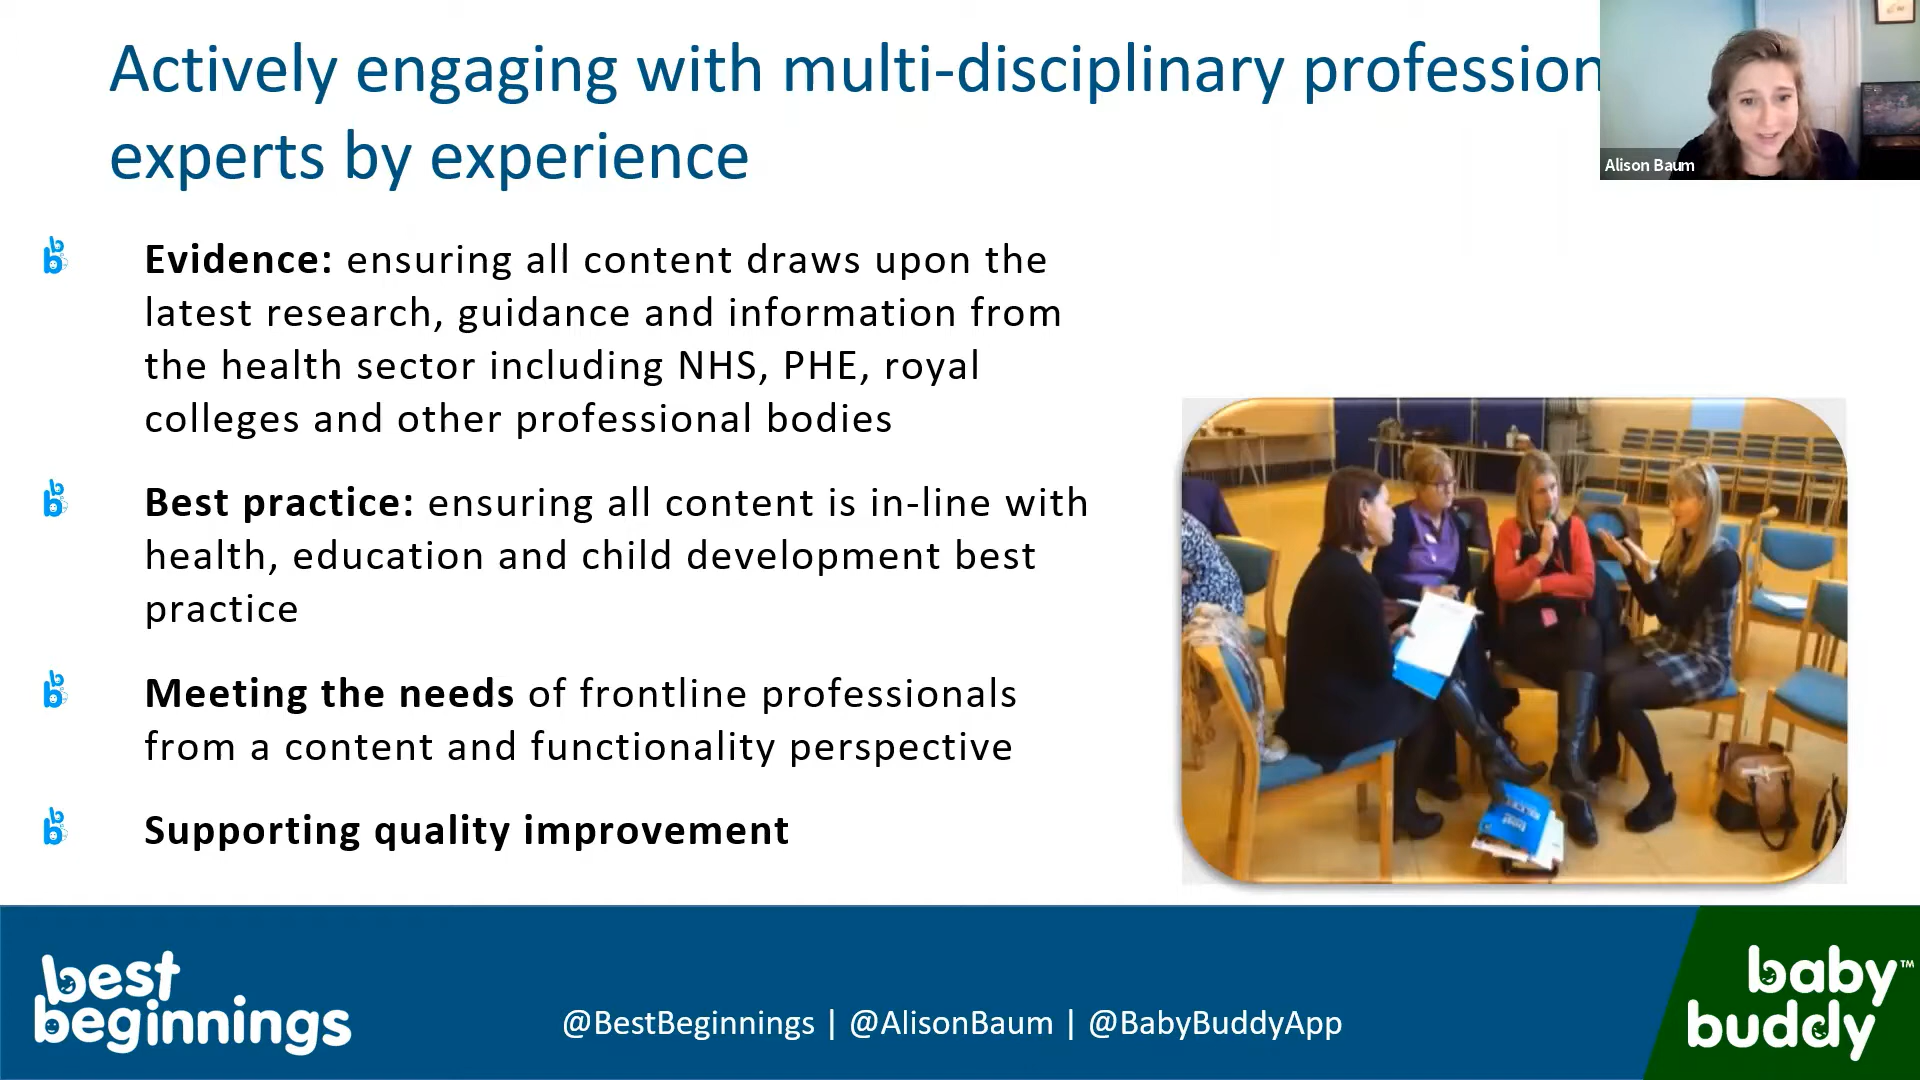 Actively engaging with multi-disciplinary profession
experts by experience
Alison Baum
Evidence: ensuring all content draws upon the
latest research, guidance and information from
the health sector including NHS, PHE, royal
colleges and other professional bodies
Best practice: ensuring all content is in-line with
health, education and child development best
practice
Meeting the needs of frontline professionals
from a content and functionality perspective
Supporting quality improvement
best
beginnings
@BestBeginnings | @AlisonBaum | @BabyBuddyApp
baby™
buddy